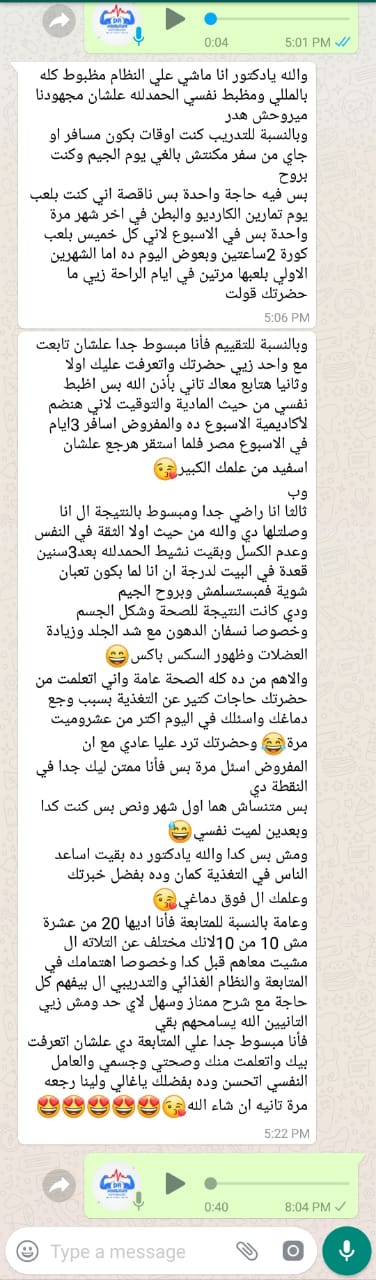 0:04
5:01 PM
والله يادكتور انا ماشي علي النظام مظبوط كله
بالمللي ومظبط نفسي الحمدلله علشان مجهودنا
ميروحش هدر
وبالنسبة للتدريب كنت اوقات بكون مسافر او
جاي من سفر مكنتش بالغي يوم الجيم وكنت
بروح
بس فيه حاجة واحدة بس ناقصة اني كنت بلعب
يوم تمارين الكارديو والبطن في اخر شهر مرة
واحدة بس في الاسبوع لاني كل خميس بلعب
كورة 2ساعتين وبعوض اليوم ده اما الشهرين
الاولي بلعبها مرتين في ايام الراحة زيي ما
حضرتك قولت
5:06 PM
وبالنسبة للتقييم فأنا مبسوط جدا علشان تابعت
مع واحد زيي حضرتك واتعرفت عليك اولا
وثانيا هتابع معاك تاني بأذن الله بس اظبط
نفسي من حيث المادية والتوقيت لاني هنضم
لأكاديمية الاسبوع ده والمفروض اسافر 3ايام
في الاسبوع مصر فلما استقر هرجع علشان
اسفيد من علمك الكبير😘
وب
ثالثا انا راضي جدا ومبسوط بالنتيجة ال انا
وصلتلها دي والله من حيث اولا الثقة في النفس
وعدم الكسل وبقيت نشيط الحمدلله بعد3سنين
قعدة في البيت لدرجة ان انا لما بكون تعبان
شوية فمبستسلمش وبروح الجيم
ودي كانت النتيجة للصحة وشكل الجسم
وخصوصا نسفان الدهون مع شد الجلد وزيادة
العضلات وظهور السكس باكس😄
والاهم من ده كله الصحة عامة واني اتعلمت من
حضرتك حاجات كتير عن التغذية بسبب وجع
دماغك واسئلك في اليوم اكتر من عشروميت
مرة😂 وحضرتك ترد عليا عادي مع ان
المفروض اسئل مرة بس فأنا ممتن ليك جدا في
النقطة دي
بس متنساش هما اول شهر ونص بس كنت كدا
وبعدين لميت نفسي😅
ومش بس كدا والله يادكتور ده بقيت اساعد
الناس في التغذية كمان وده بفضل خبرتك
وعلمك ال فوق دماغي😘
وعامة بالنسبة للمتابعة فأنا اديها 20 من عشرة
مش 10 من 10لانك مختلف عن التلاته ال
مشيت معاهم قبل كدا وخصوصا اهتمامك في
المتابعة والنظام الغذائي والتدريبي ال بيفهم كل
حاجة مع شرح ممناز وسهل لاي حد ومش زيي
التانيين الله يسامحهم بقي
فأنا مبسوط جدا علي المتابعة دي علشان اتعرفت
بيك واتعلمت منك وصحتي وجسمي والعامل
النفسي اتحسن وده بفضلك ياغالي ولينا رجعه
مرة تانيه ان شاء الله😘😍😍😍😍😍
5:22 PM
0:40
8:04 PM
Type a message